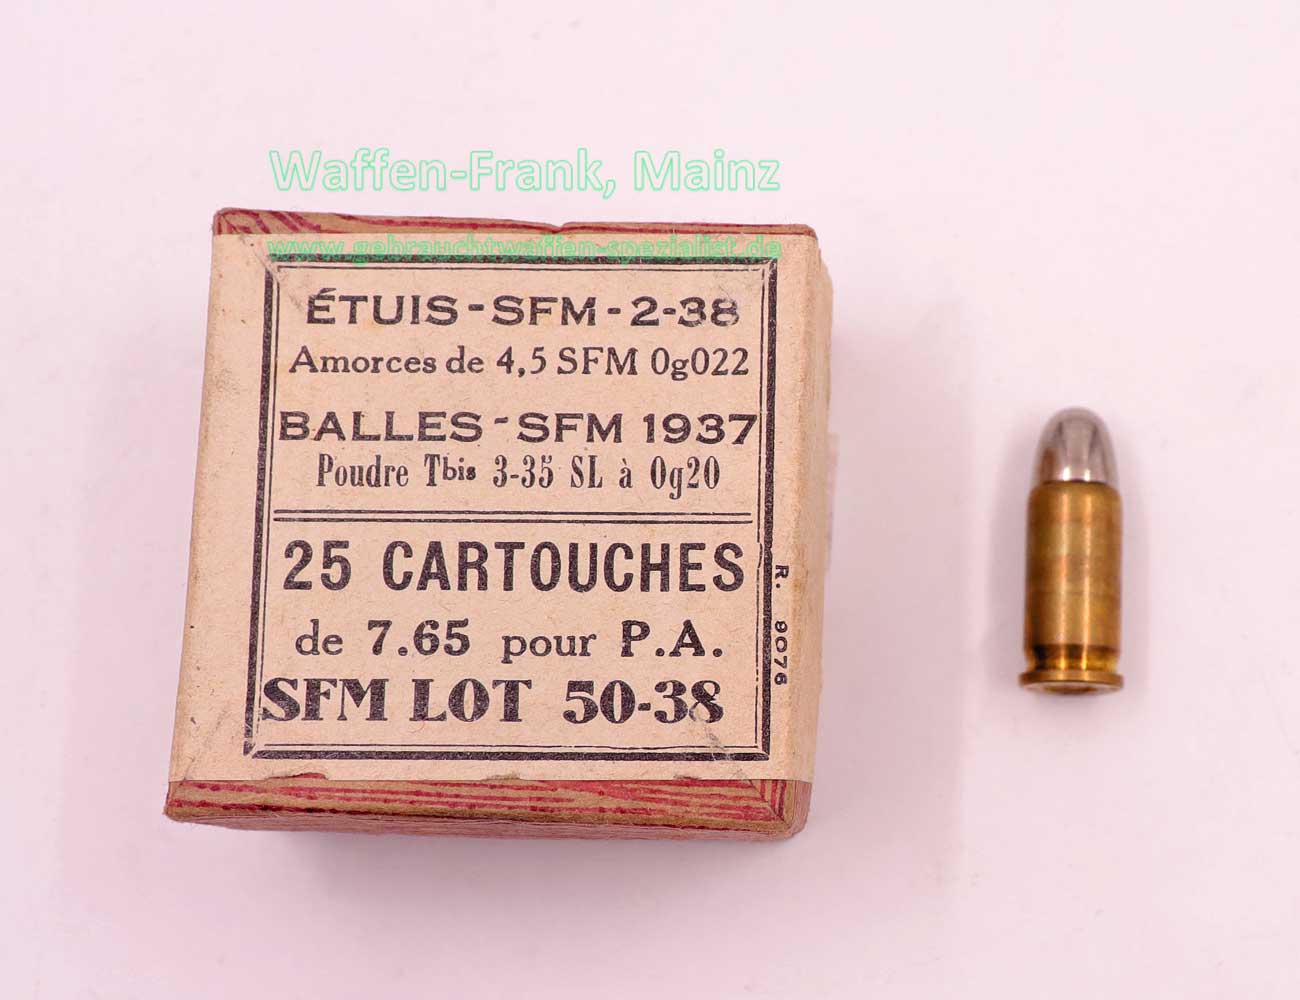 Waffen-Frank, Mainz
www.gebrauchtwaffen-spezialist.de
ÉTUIS-SFM-2-38
Amorces de 4,5 SFM 0g022
BALLES-SFM 1937
Poudre Tbis 3-35 SL à 0g20
25 CARTOUCHES
de 7.65 pour P.A.
SFM LOT 50-38
R. 9076